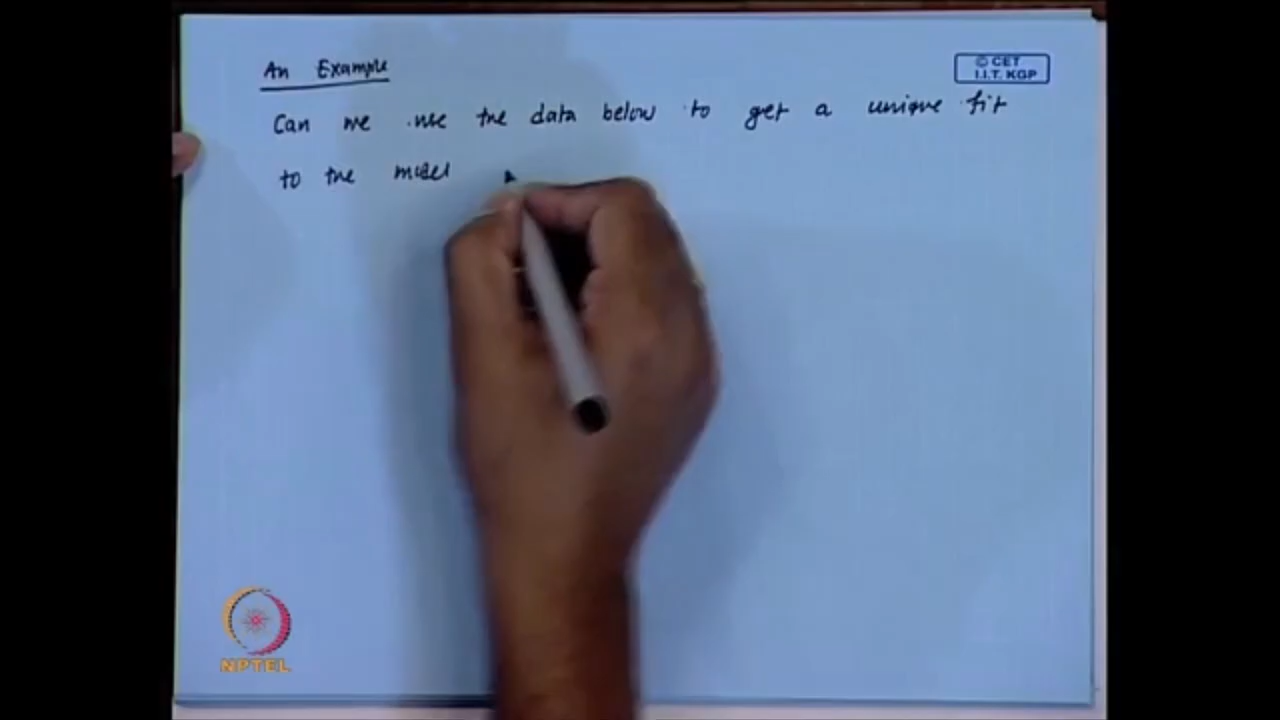 An Example
© CET
I.I.T. KGP
Can we use the data below to get a unique fit
to the model
NPTEL